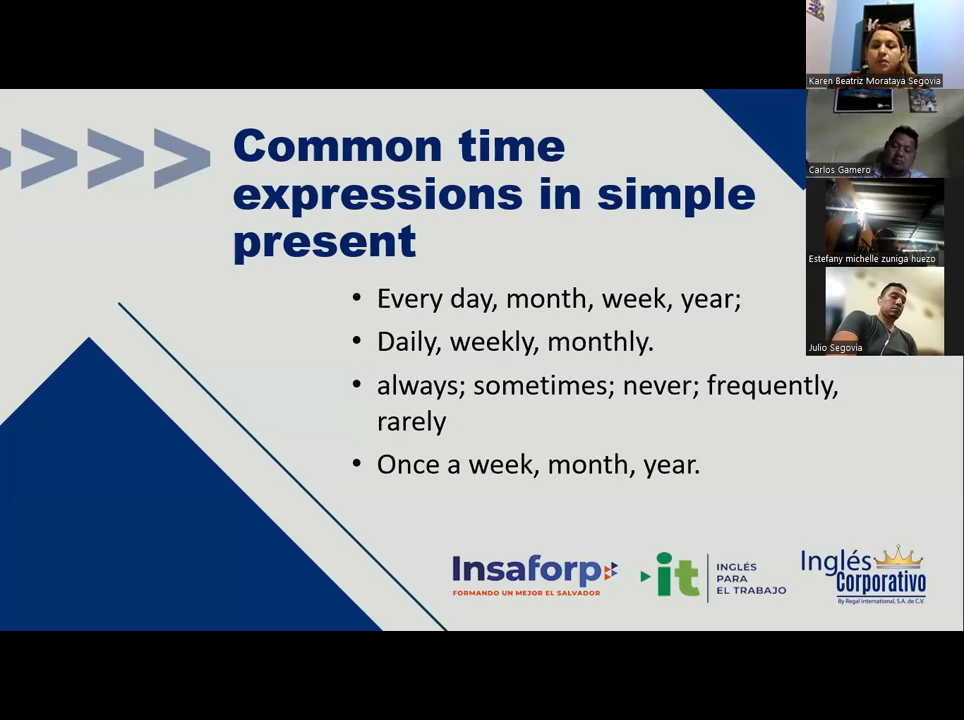 Common time
expressions in simple
present
• Every day, month, week, year;
• Daily, weekly, monthly.
• always; sometimes; never; frequently,
rarely
• Once a week, month, year.
Insaforp
FORMANDO UN MEJOR EL SALVADOR
it
INGLÉS
PARA
EL TRABAJO
Inglés
Corporativo
By Regal International, S.A. de C.V.
Karen Beatriz Morataya Segovia
Carlos Gamero
Estefany michelle zuniga huezo
Julio Segovia